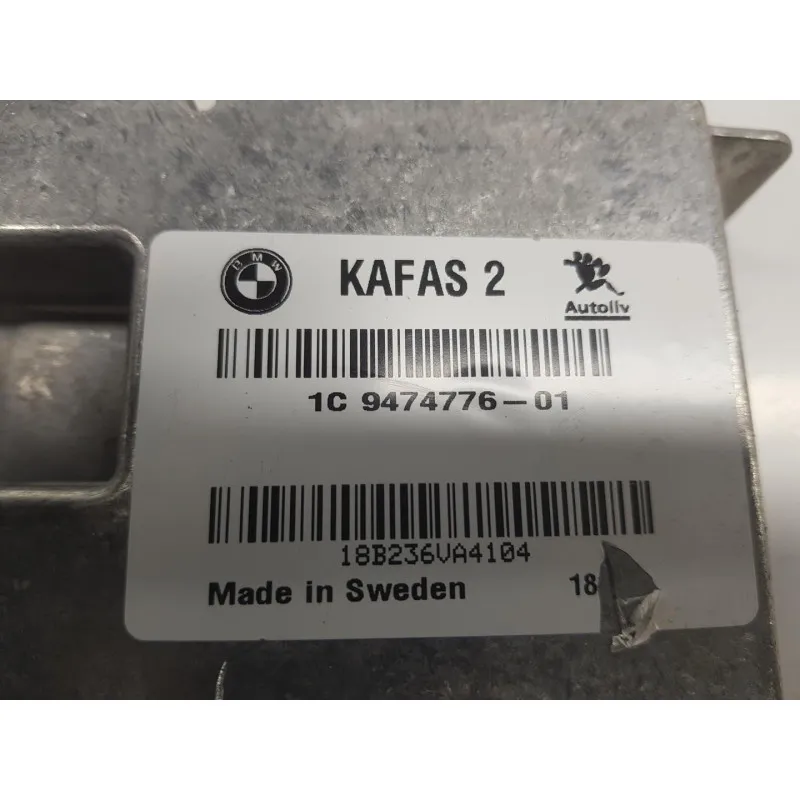 BMW
KAFAS 2
Autoliv
1C 9474776-01
18B236VA4104
Made in Sweden 18